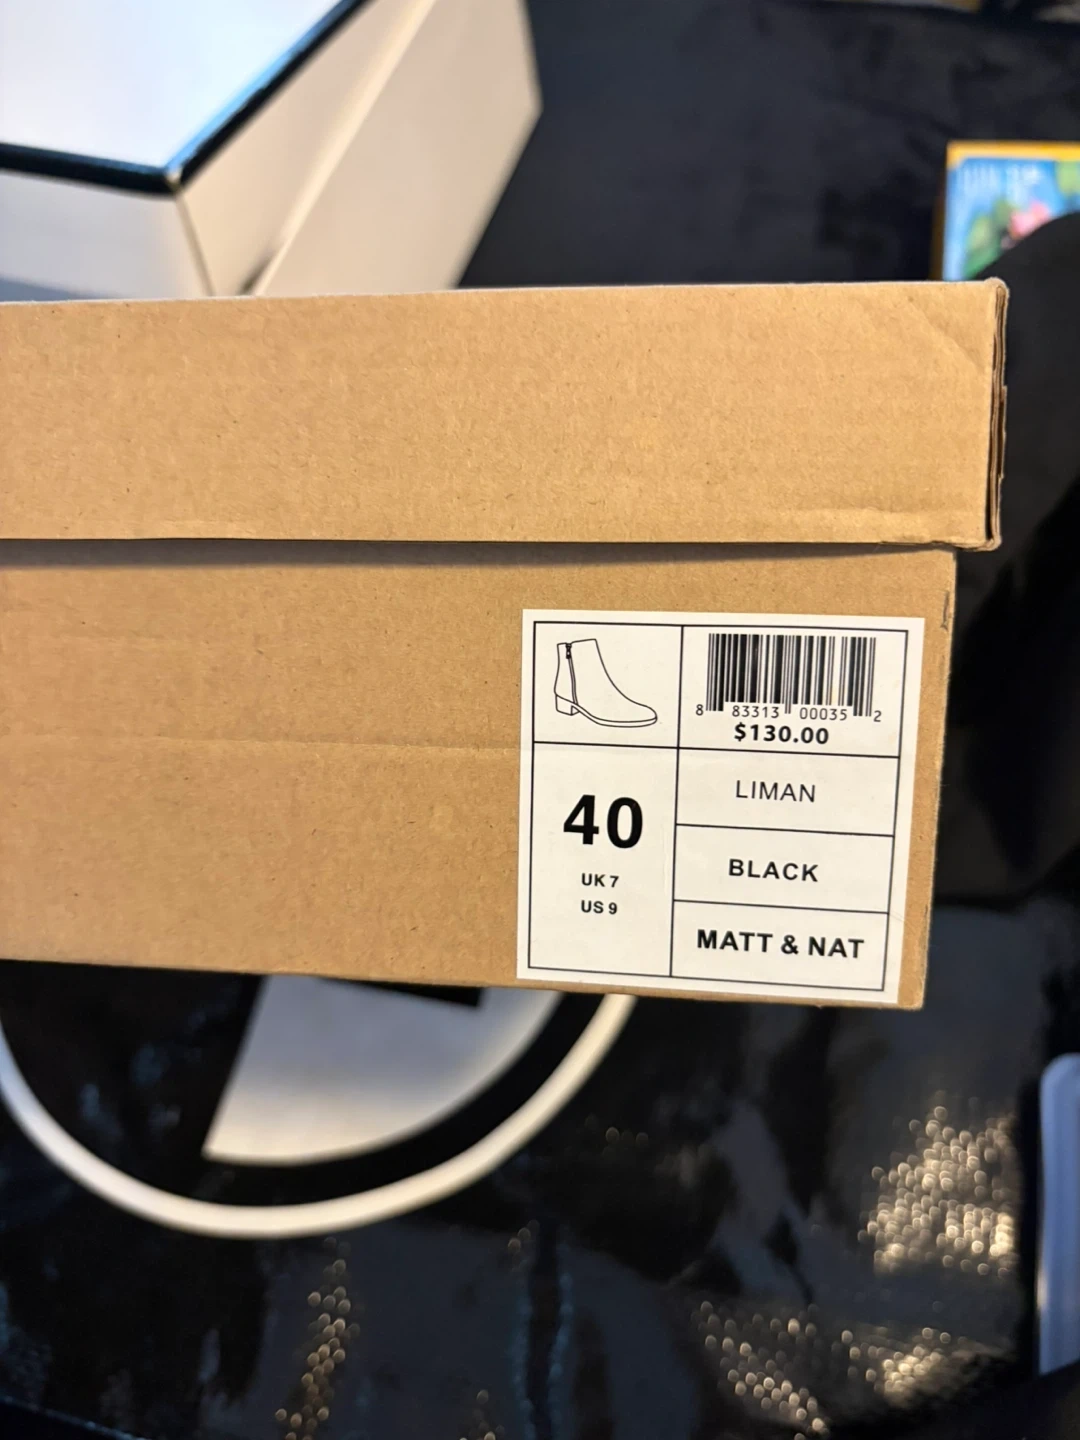 8 83313 00035 2
$130.00
40
UK 7
US 9
LIMAN
BLACK
MATT & NAT